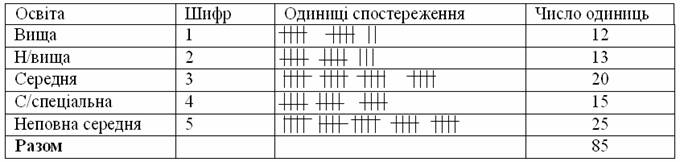 Освіта Шифр Одиниці спостереження Число одиниць
Вища 1 12
Н/вища 2 13
Середня 3 20
С/спеціальна 4 15
Неповна середня 5 25
Разом 85